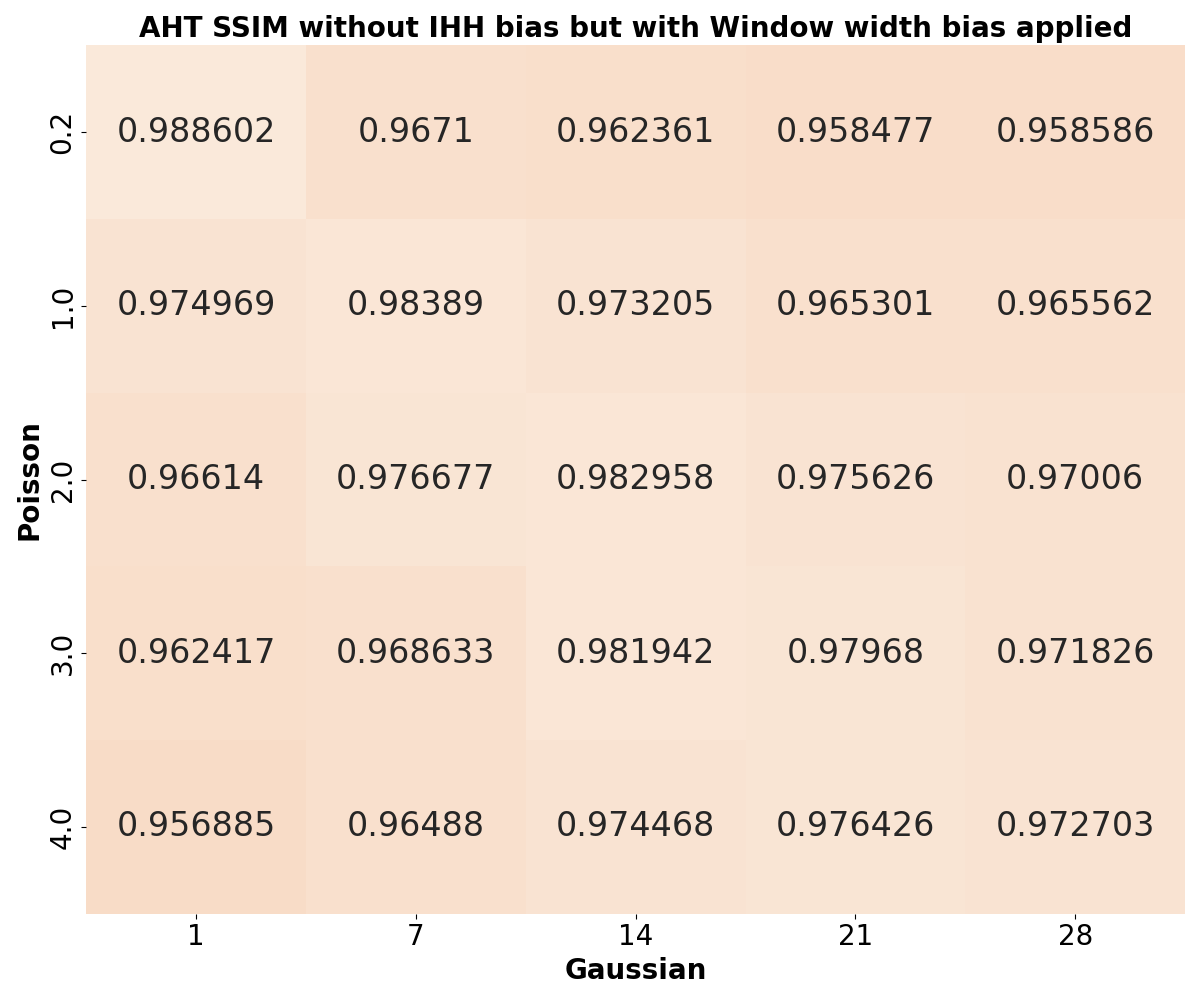 AHT SSIM without IHH bias but with Window width bias applied
0.2 0.988602 0.9671 0.962361 0.958477 0.958586
1.0 0.974969 0.98389 0.973205 0.965301 0.965562
2.0 0.96614 0.976677 0.982958 0.975626 0.97006
3.0 0.962417 0.968633 0.981942 0.97968 0.971826
4.0 0.956885 0.96488 0.974468 0.976426 0.972703
Poisson
1 7 14 21 28
Gaussian